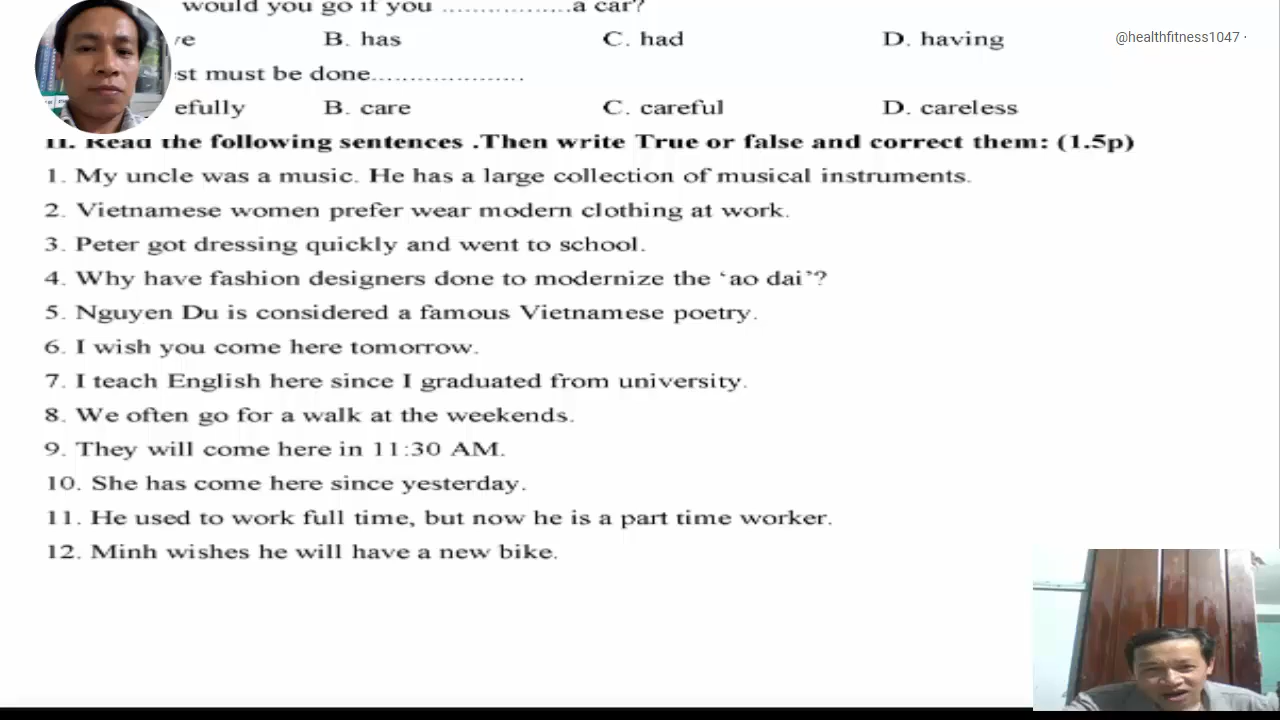 would you go if you ................a car?
@healthfitness1047 ·
ve B. has C. had D. having
st must be done....................
efully B. care C. careful D. careless
II. Read the following sentences .Then write True or false and correct them: (1.5p)
1. My uncle was a music. He has a large collection of musical instruments.
2. Vietnamese women prefer wear modern clothing at work.
3. Peter got dressing quickly and went to school.
4. Why have fashion designers done to modernize the ‘ao dai’?
5. Nguyen Du is considered a famous Vietnamese poetry.
6. I wish you come here tomorrow.
7. I teach English here since I graduated from university.
8. We often go for a walk at the weekends.
9. They will come here in 11:30 AM.
10. She has come here since yesterday.
11. He used to work full time, but now he is a part time worker.
12. Minh wishes he will have a new bike.